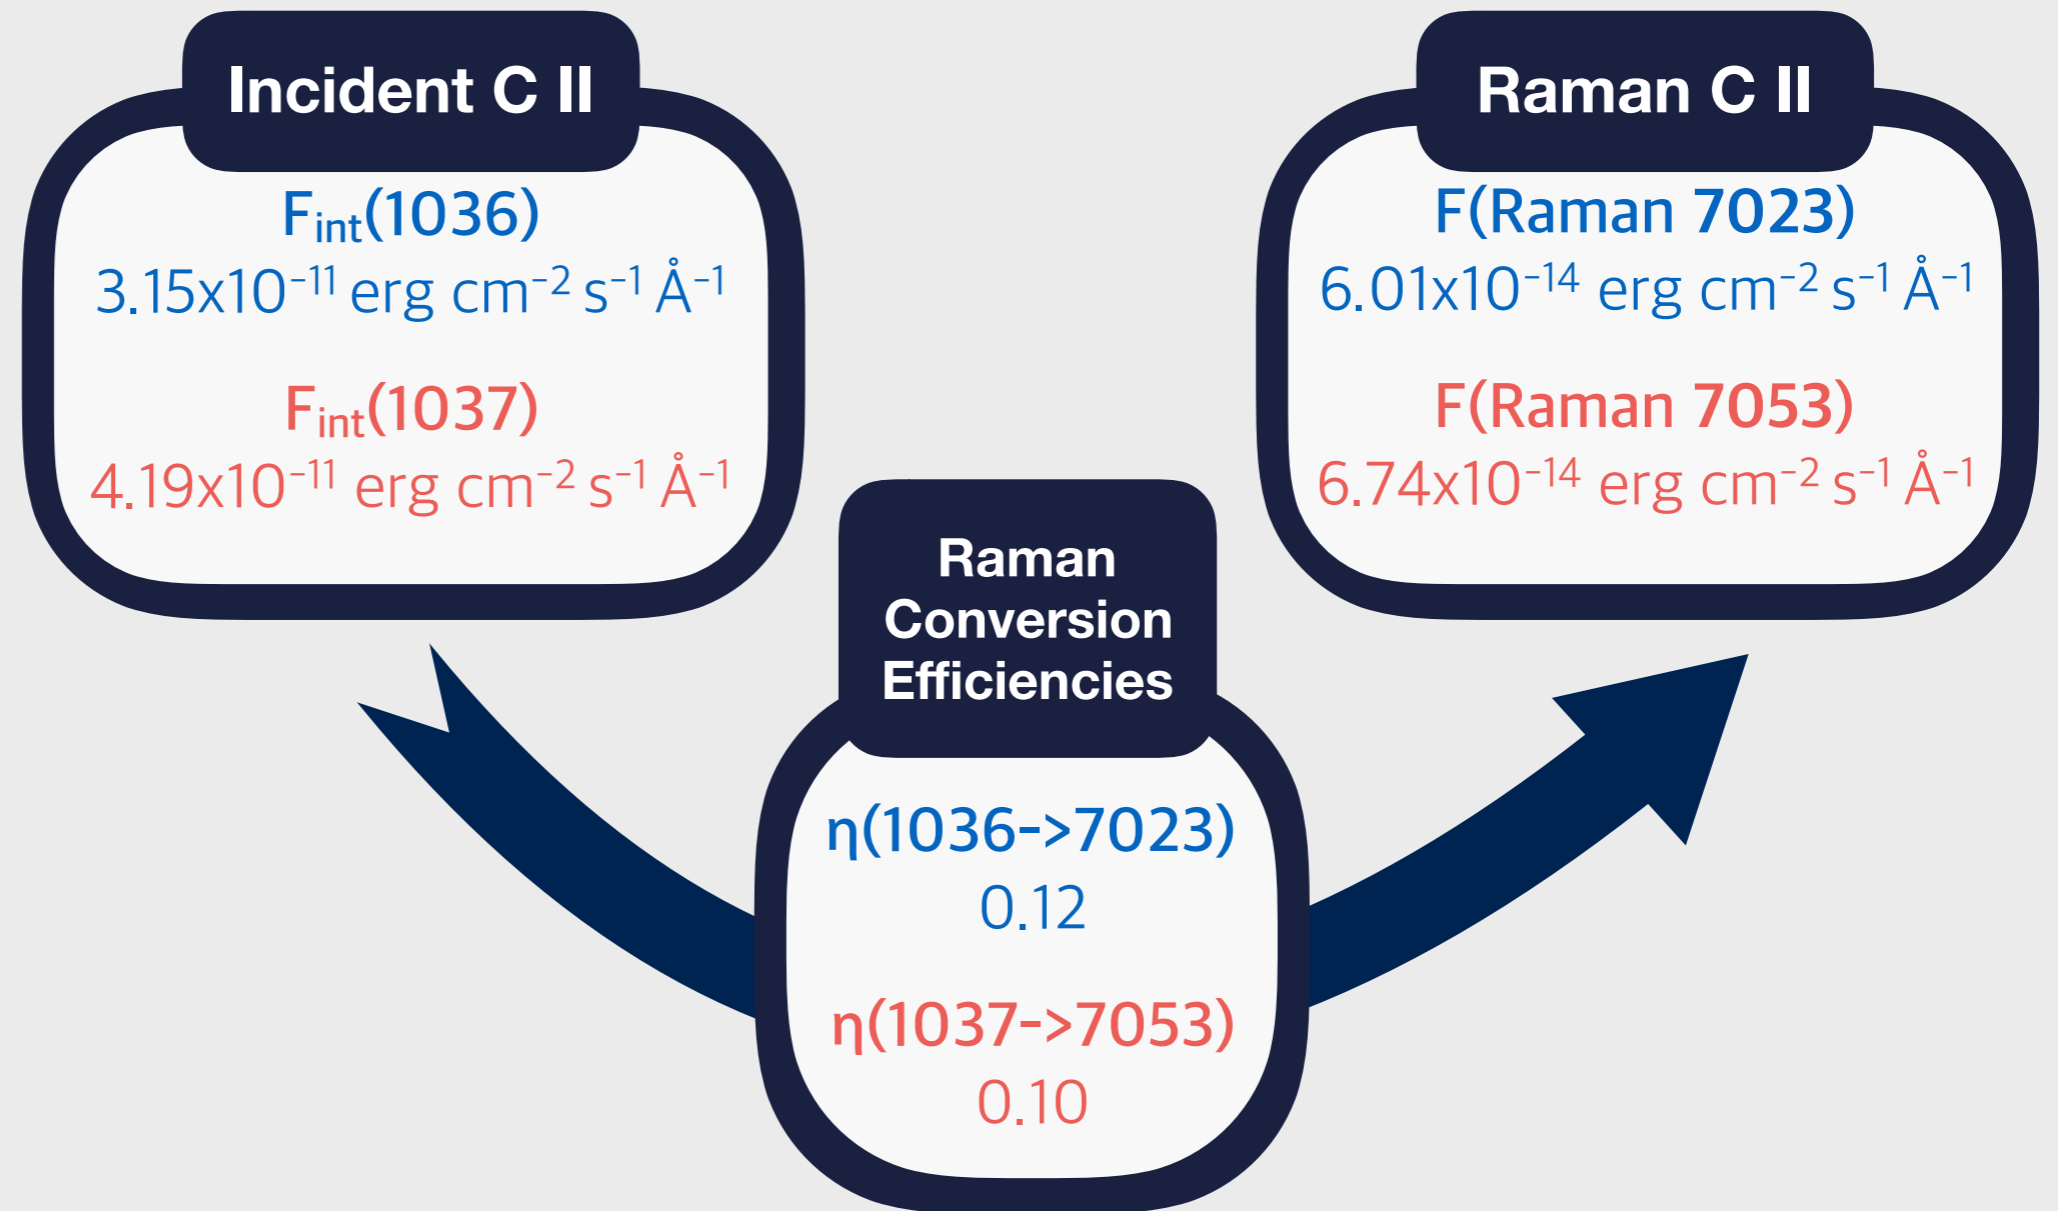 Incident C II
F_int(1036)
3.15x10⁻¹¹ erg cm⁻² s⁻¹ Å⁻¹
F_int(1037)
4.19x10⁻¹¹ erg cm⁻² s⁻¹ Å⁻¹
Raman
Conversion
Efficiencies
η(1036->7023)
0.12
η(1037->7053)
0.10
Raman C II
F(Raman 7023)
6.01x10⁻¹⁴ erg cm⁻² s⁻¹ Å⁻¹
F(Raman 7053)
6.74x10⁻¹⁴ erg cm⁻² s⁻¹ Å⁻¹